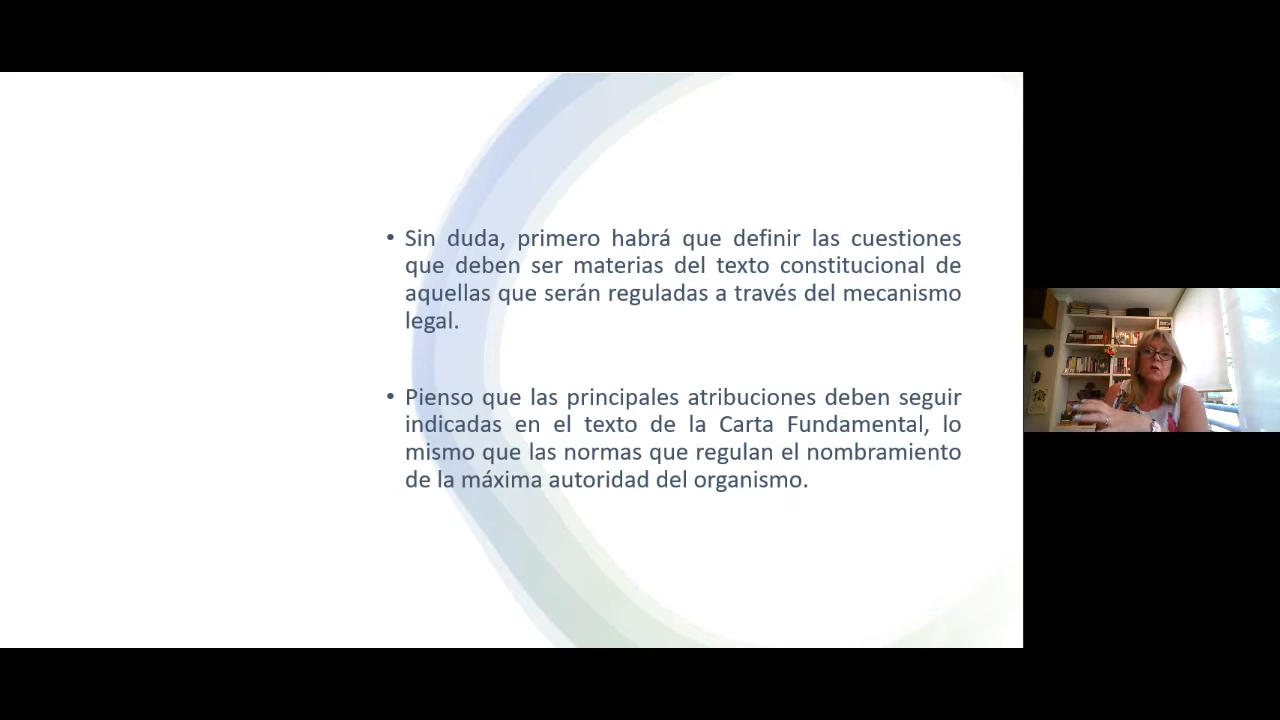 • Sin duda, primero habrá que definir las cuestiones
que deben ser materias del texto constitucional de
aquellas que serán reguladas a través del mecanismo
legal.
• Pienso que las principales atribuciones deben seguir
indicadas en el texto de la Carta Fundamental, lo
mismo que las normas que regulan el nombramiento
de la máxima autoridad del organismo.